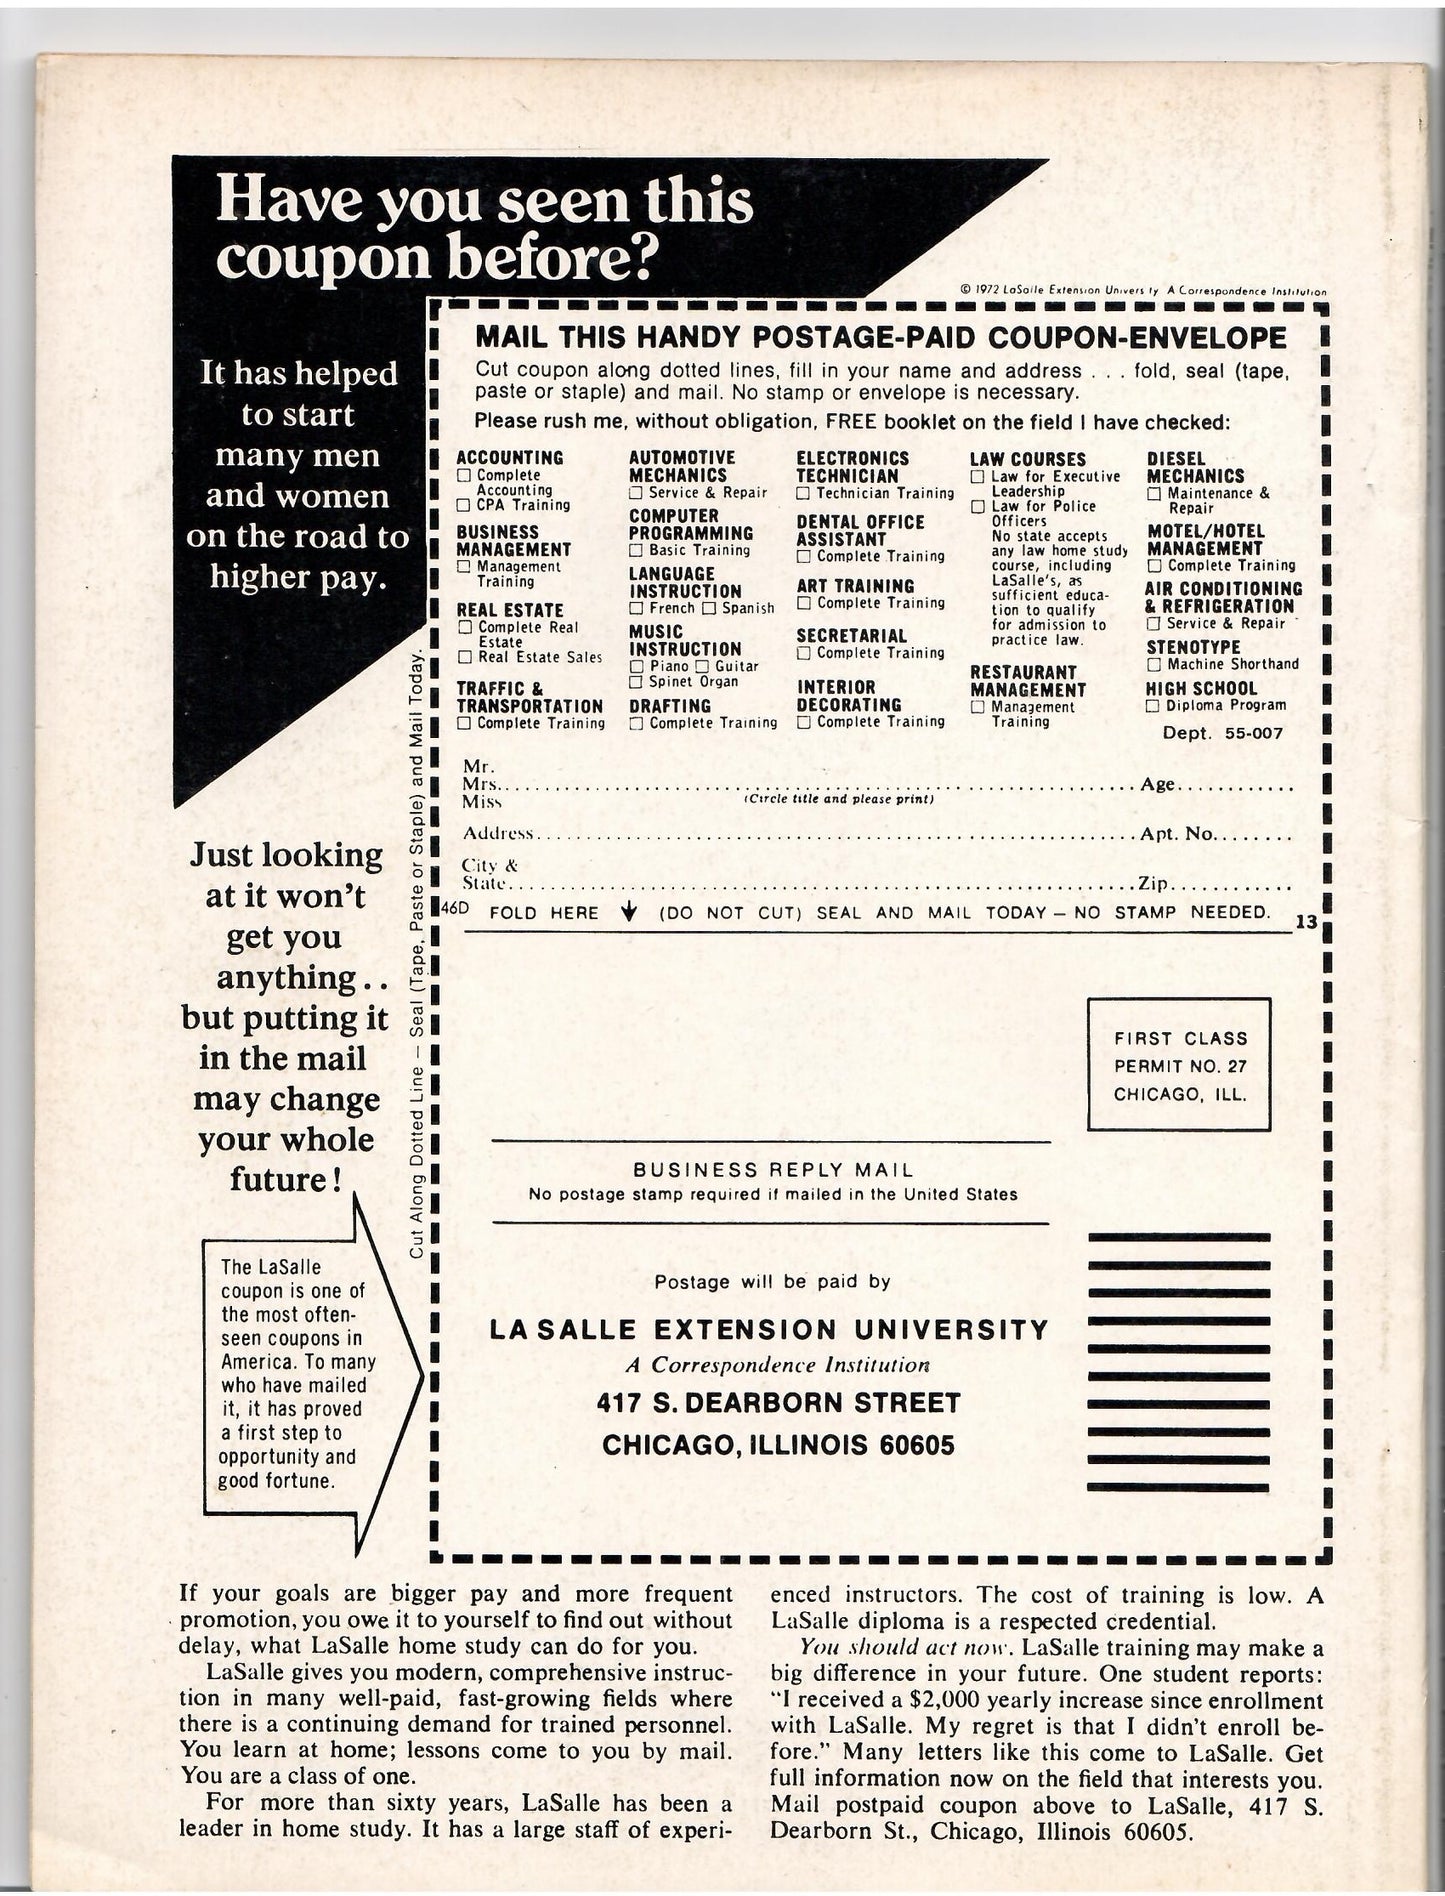 Have you seen this
coupon before?
It has helped
to start
many men
and women
on the road to
higher pay.
Just looking
at it won't
get you
anything . .
but putting it
in the mail
may change
your whole
future!
The LaSalle
coupon is one of
the most often-
seen coupons in
America. To many
who have mailed
it, it has proved
a first step to
opportunity and
good fortune.
Cut Along Dotted Line — Seal (Tape, Paste or Staple) and Mail Today.
© 1972 LaSalle Extension Univers ty A Correspondence Institution
MAIL THIS HANDY POSTAGE-PAID COUPON-ENVELOPE
Cut coupon along dotted lines, fill in your name and address . . . fold, seal (tape,
paste or staple) and mail. No stamp or envelope is necessary.
Please rush me, without obligation, FREE booklet on the field I have checked:
ACCOUNTING
☐ Complete
Accounting
☐ CPA Training
BUSINESS
MANAGEMENT
☐ Management
Training
REAL ESTATE
☐ Complete Real
Estate
☐ Real Estate Sales
TRAFFIC &
TRANSPORTATION
☐ Complete Training
AUTOMOTIVE
MECHANICS
☐ Service & Repair
COMPUTER
PROGRAMMING
☐ Basic Training
LANGUAGE
INSTRUCTION
☐ French ☐ Spanish
MUSIC
INSTRUCTION
☐ Piano ☐ Guitar
☐ Spinet Organ
DRAFTING
☐ Complete Training
ELECTRONICS
TECHNICIAN
☐ Technician Training
DENTAL OFFICE
ASSISTANT
☐ Complete Training
ART TRAINING
☐ Complete Training
SECRETARIAL
☐ Complete Training
INTERIOR
DECORATING
☐ Complete Training
LAW COURSES
☐ Law for Executive
Leadership
☐ Law for Police
Officers
No state accepts
any law home study
course, including
LaSalle's, as
sufficient educa-
tion to qualify
for admission to
practice law.
RESTAURANT
MANAGEMENT
☐ Management
Training
DIESEL
MECHANICS
☐ Maintenance &
Repair
MOTEL/HOTEL
MANAGEMENT
☐ Complete Training
AIR CONDITIONING
& REFRIGERATION
☐ Service & Repair
STENOTYPE
☐ Machine Shorthand
HIGH SCHOOL
☐ Diploma Program
Dept. 55-007
Mr.
Mrs. Age
Miss (Circle title and please print)
Address Apt. No.
City &
State Zip
46D FOLD HERE ↓ (DO NOT CUT) SEAL AND MAIL TODAY — NO STAMP NEEDED. 13
FIRST CLASS
PERMIT NO. 27
CHICAGO, ILL.
BUSINESS REPLY MAIL
No postage stamp required if mailed in the United States
Postage will be paid by
LA SALLE EXTENSION UNIVERSITY
A Correspondence Institution
417 S. DEARBORN STREET
CHICAGO, ILLINOIS 60605
If your goals are bigger pay and more frequent
promotion, you owe it to yourself to find out without
delay, what LaSalle home study can do for you.
LaSalle gives you modern, comprehensive instruc-
tion in many well-paid, fast-growing fields where
there is a continuing demand for trained personnel.
You learn at home; lessons come to you by mail.
You are a class of one.
For more than sixty years, LaSalle has been a
leader in home study. It has a large staff of experi-
enced instructors. The cost of training is low. A
LaSalle diploma is a respected credential.
You should act now. LaSalle training may make a
big difference in your future. One student reports:
"I received a $2,000 yearly increase since enrollment
with LaSalle. My regret is that I didn't enroll be-
fore." Many letters like this come to LaSalle. Get
full information now on the field that interests you.
Mail postpaid coupon above to LaSalle, 417 S.
Dearborn St., Chicago, Illinois 60605.